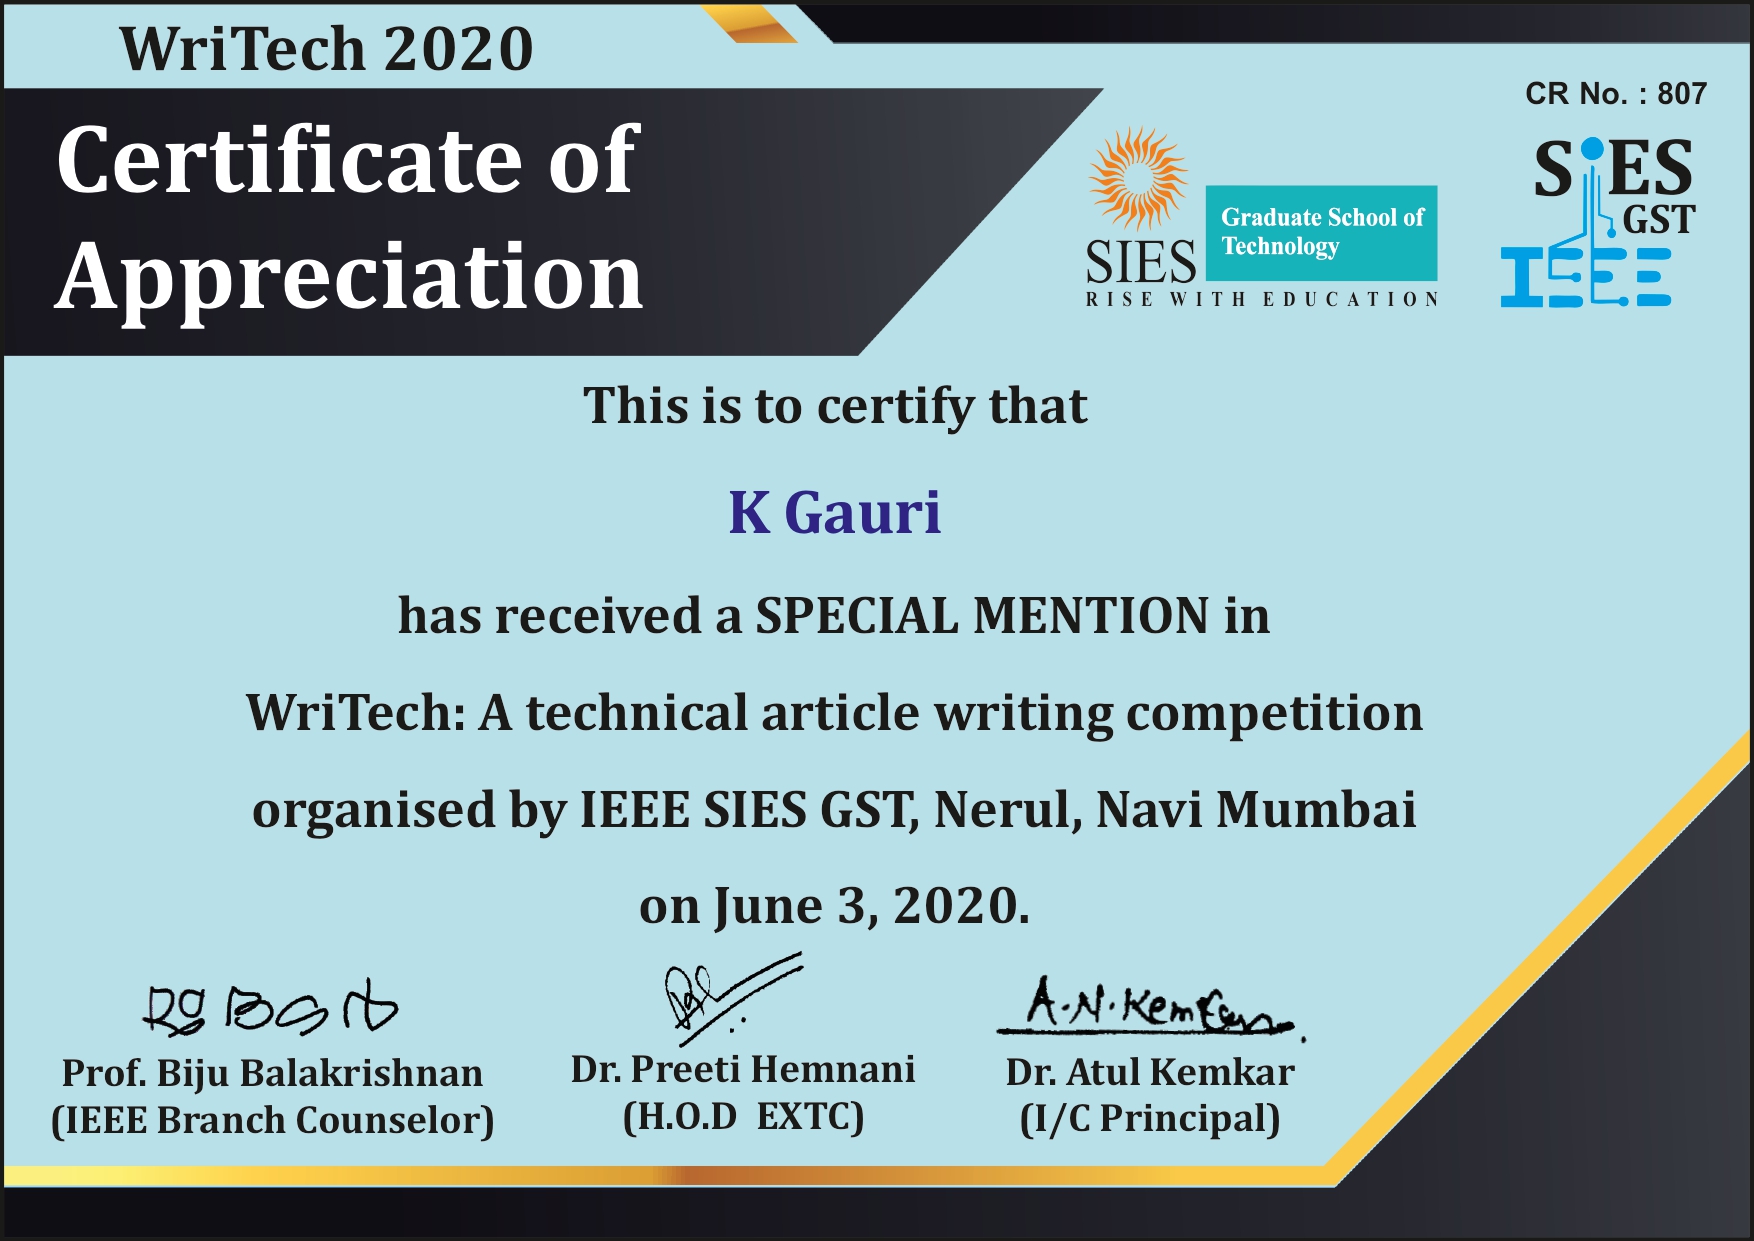 WriTech 2020
CR No. : 807
Certificate of
Appreciation
SIES
Graduate School of
Technology
RISE WITH EDUCATION
SiES
GST
IEEE
This is to certify that
K Gauri
has received a SPECIAL MENTION in
WriTech: A technical article writing competition
organised by IEEE SIES GST, Nerul, Navi Mumbai
on June 3, 2020.
A.N.Kemkar
Prof. Biju Balakrishnan
(IEEE Branch Counselor)
Dr. Preeti Hemnani
(H.O.D EXTC)
Dr. Atul Kemkar
(I/C Principal)